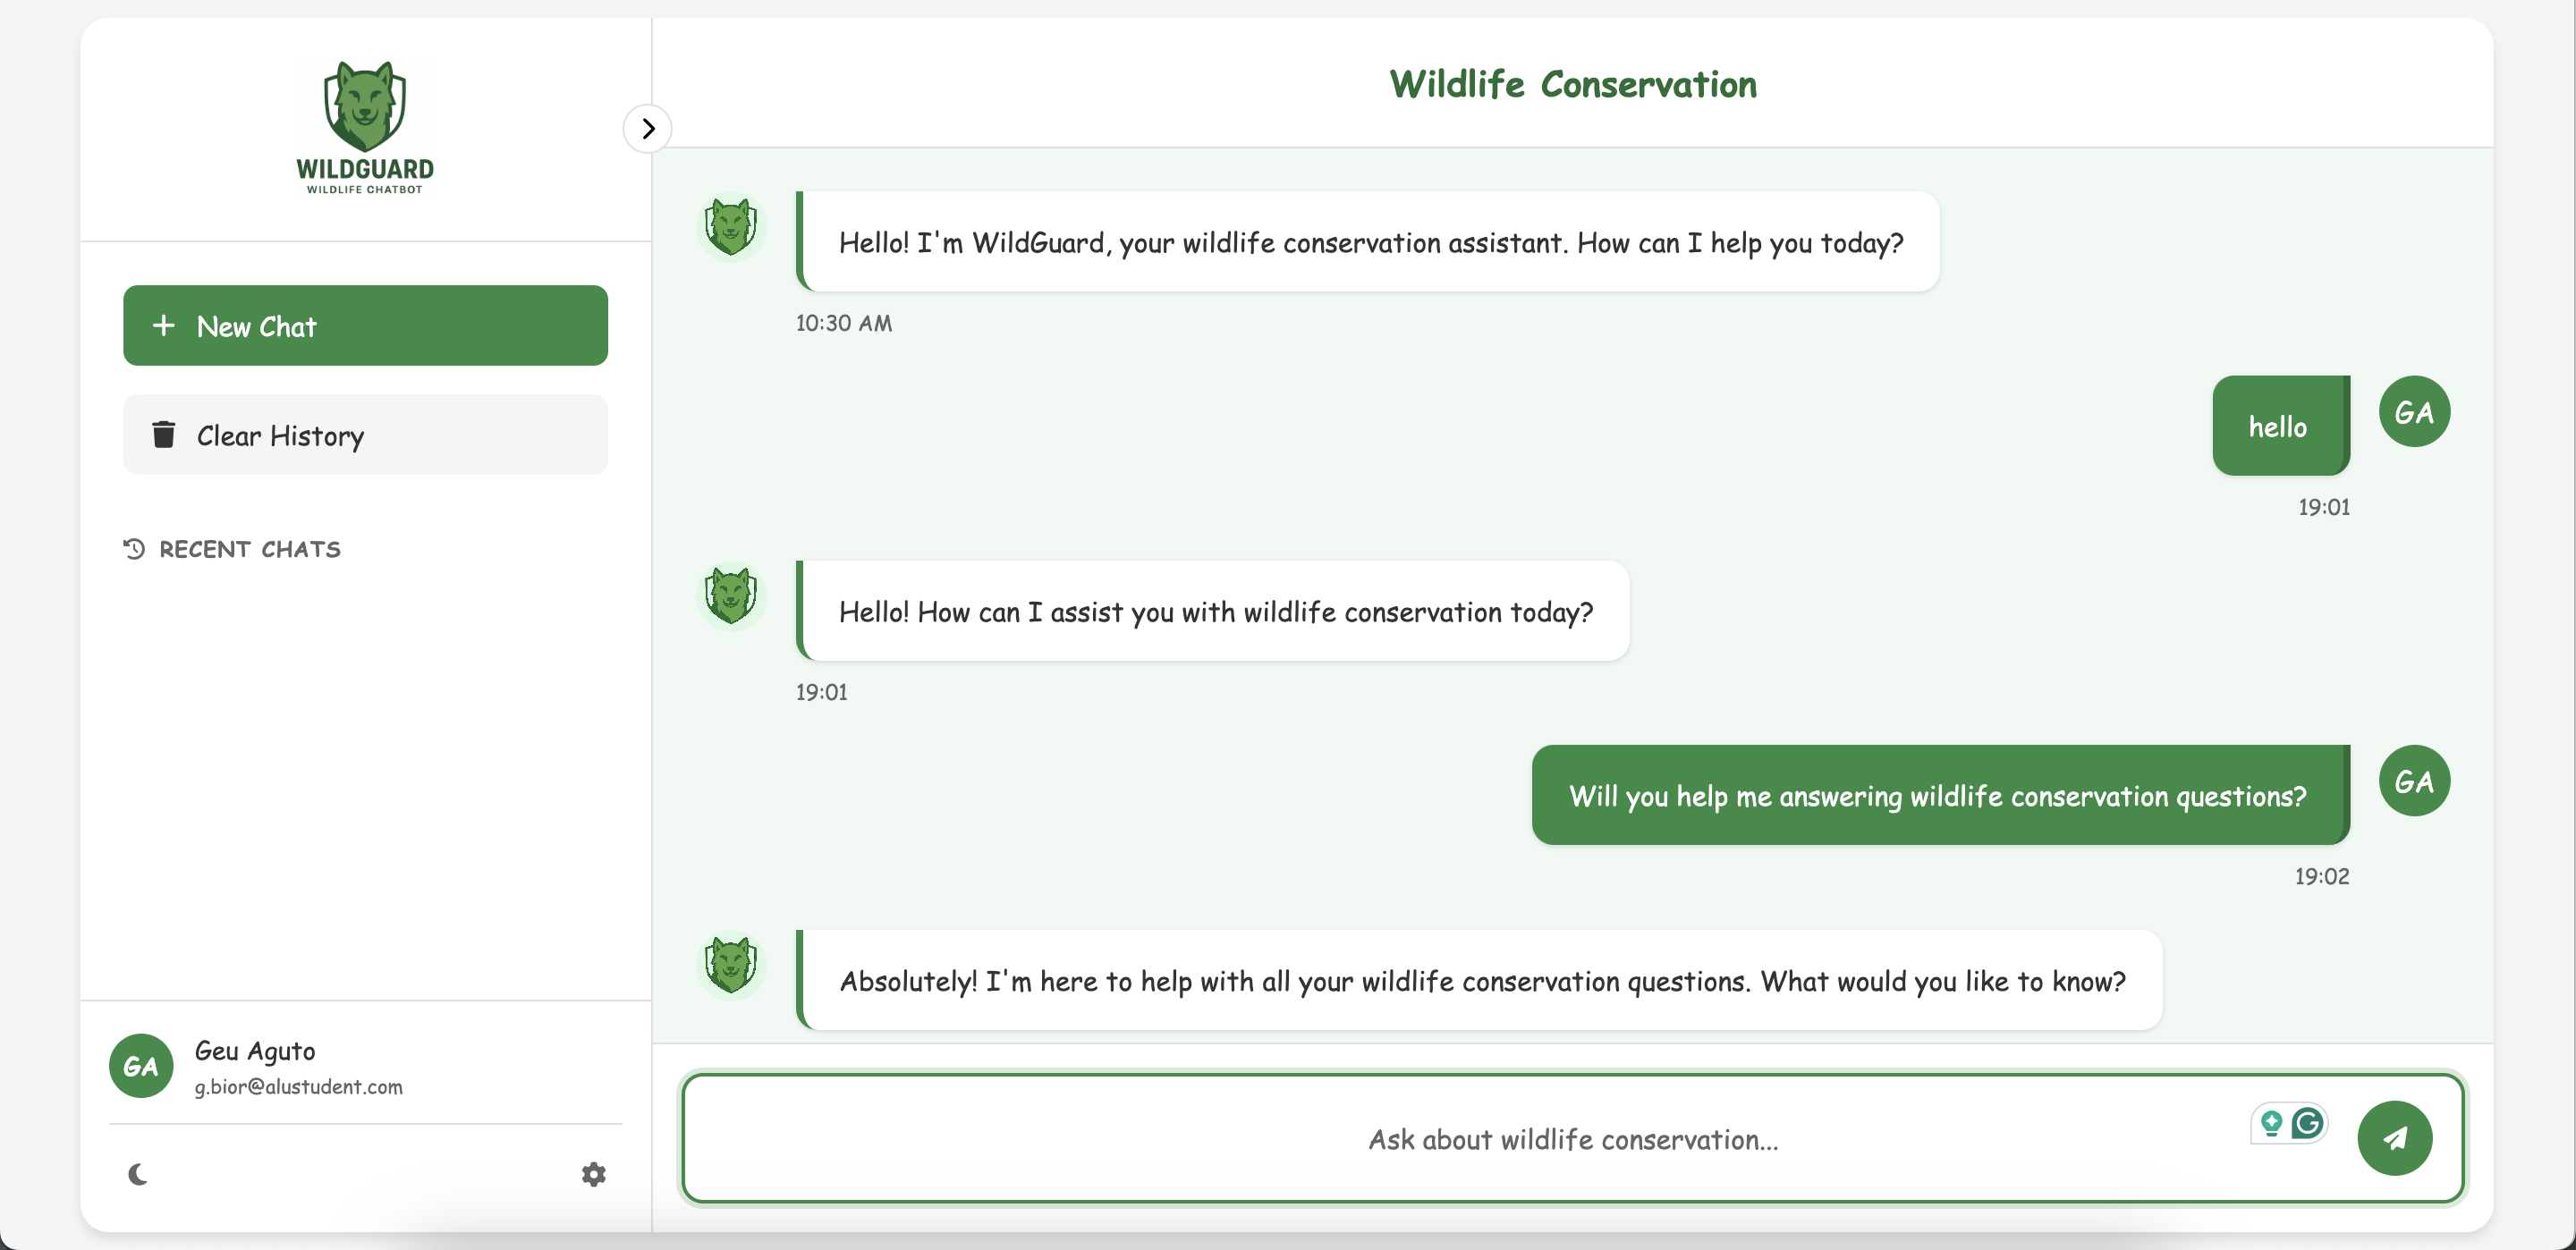 WILDGUARD
WILDLIFE CHATBOT
New Chat
Clear History
RECENT CHATS
GA
Geu Aguto
g.bior@alustudent.com
Wildlife Conservation
Hello! I'm WildGuard, your wildlife conservation assistant. How can I help you today?
10:30 AM
hello
GA
19:01
Hello! How can I assist you with wildlife conservation today?
19:01
Will you help me answering wildlife conservation questions?
GA
19:02
Absolutely! I'm here to help with all your wildlife conservation questions. What would you like to know?
Ask about wildlife conservation...
G